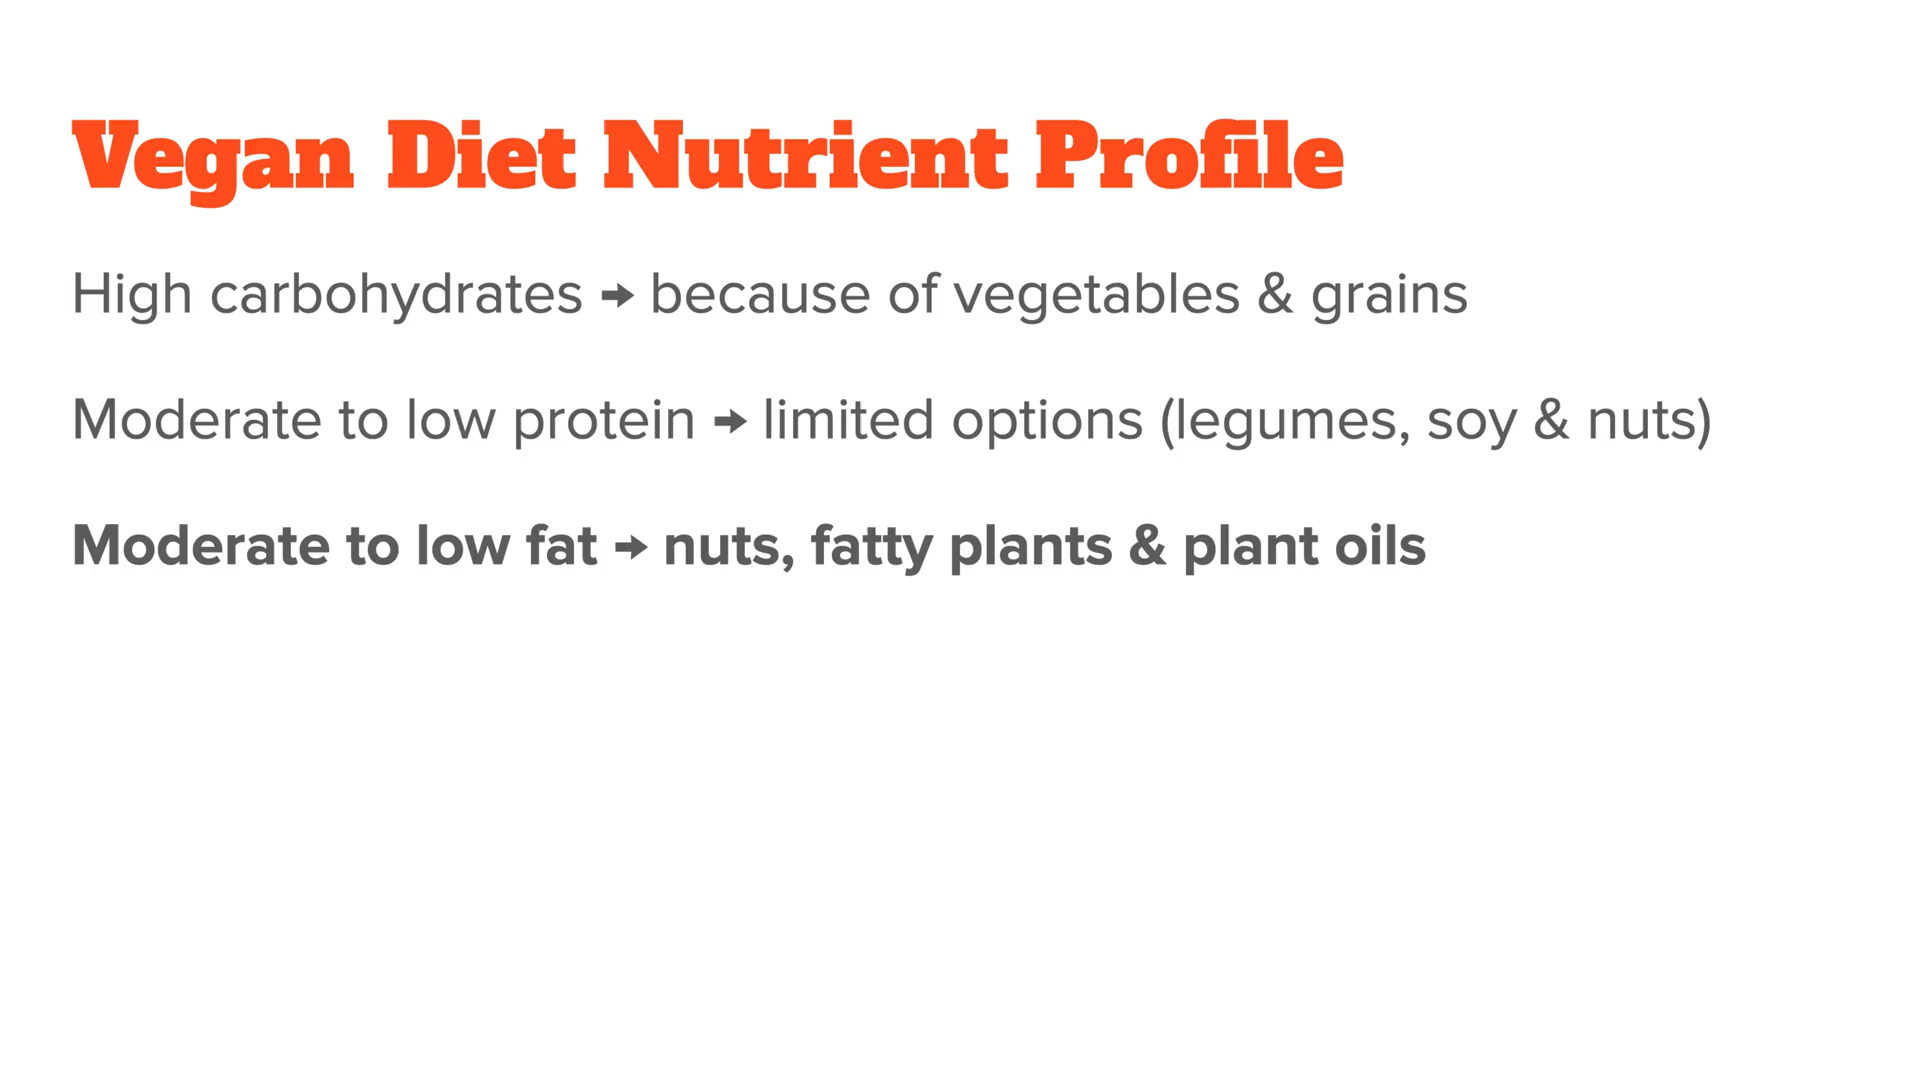 Vegan Diet Nutrient Profile
High carbohydrates → because of vegetables & grains
Moderate to low protein → limited options (legumes, soy & nuts)
Moderate to low fat → nuts, fatty plants & plant oils